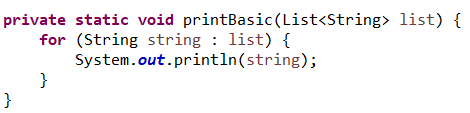 private static void printBasic(List<String> list) {
    for (String string : list) {
        System.out.println(string);
    }
}